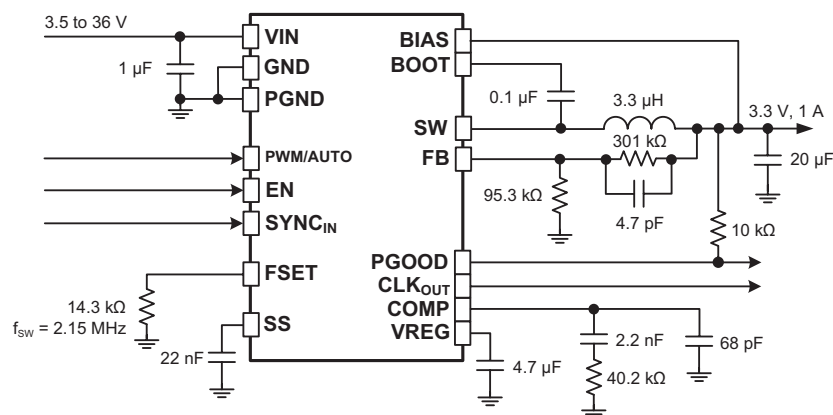 3.5 to 36 V
1 µF
VIN
GND
PGND
PWM/AUTO
EN
SYNCIN
FSET
14.3 kΩ
fSW = 2.15 MHz
SS
22 nF
BIAS
BOOT
0.1 µF
3.3 µH
3.3 V, 1 A
SW
301 kΩ
FB
20 µF
95.3 kΩ
4.7 pF
10 kΩ
PGOOD
CLKOUT
COMP
2.2 nF
68 pF
VREG
4.7 µF
40.2 kΩ